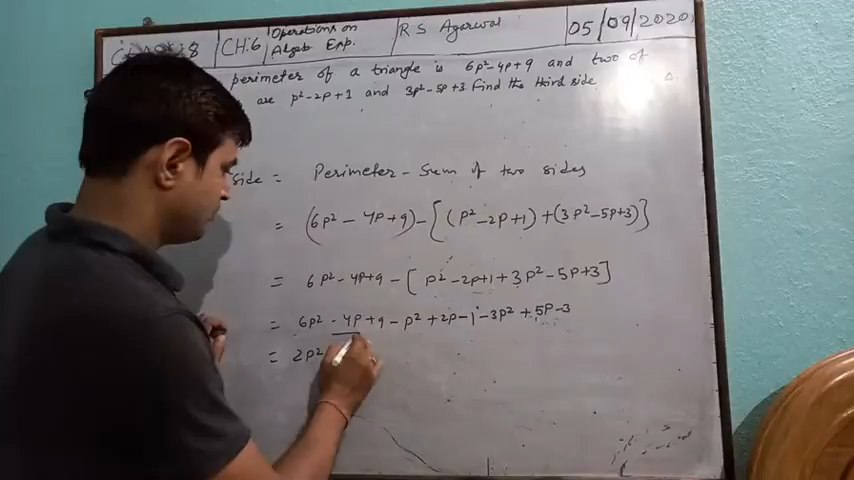 Class-8 CH.6 Operations on Algeb Exp. R S Agarwal 05/09/2020
perimeter of a triangle is 6p²-4p+9 and two of
are p²-2p+1 and 3p²-5p+3. Find the third side
side = Perimeter - Sum of two sides
= (6p² - 4p+9) - [(p²-2p+1) + (3p²-5p+3)]
= 6p² - 4p+9 - [p²-2p+1+3p²-5p+3]
= 6p² - 4p+9 - p² +2p-1-3p² +5p-3
= 2p²